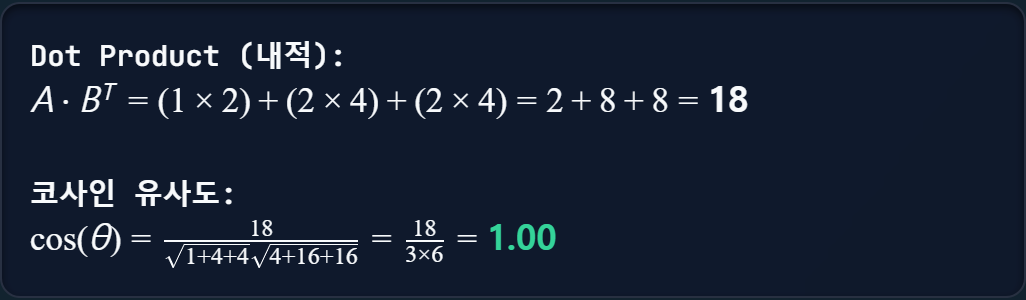 Dot Product (내적):
A · Bᵀ = (1 × 2) + (2 × 4) + (2 × 4) = 2 + 8 + 8 = 18
코사인 유사도:
cos(θ) = 18 / (√1+4+4 √4+16+16) = 18 / (3×6) = 1.00